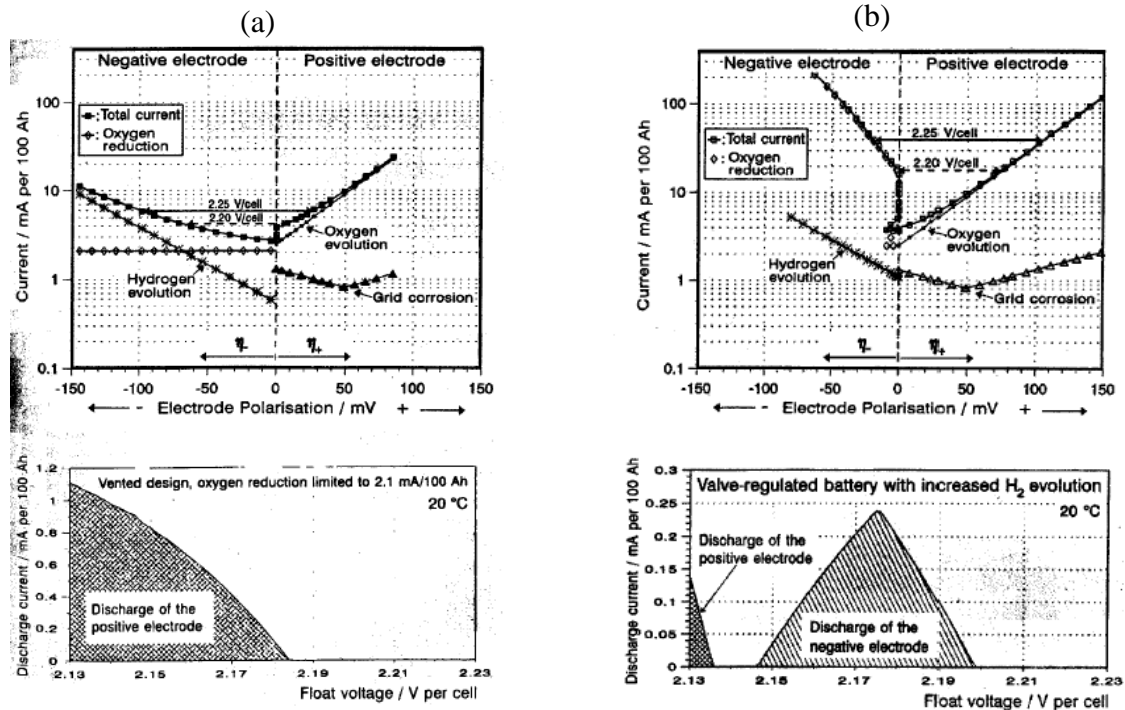 (a)
Negative electrode
Positive electrode
Current / mA per 100 Ah
100
10
1
0.1
: Total current
: Oxygen
reduction
2.25 V/cell
2.20 V/cell
Oxygen
evolution
Hydrogen
evolution
Grid corrosion
η-
η+
-150
-100
-50
0
50
100
150
- Electrode Polarisation / mV +
Discharge current / mA per 100 Ah
1.2
1
0.8
0.6
0.4
0.2
0
Vented design, oxygen reduction limited to 2.1 mA/100 Ah
20 °C
Discharge of the
positive electrode
2.13
2.15
2.17
2.19
2.21
2.23
Float voltage / V per cell
(b)
Negative electrode
Positive electrode
Current / mA per 100 Ah
100
10
1
0.1
: Total current
: Oxygen
reduction
2.25 V/cell
2.20 V/cell
Oxygen
evolution
Hydrogen
evolution
Grid corrosion
η-
η+
-150
-100
-50
0
50
100
150
- Electrode Polarisation / mV +
Discharge current / mA per 100 Ah
0.3
0.25
0.2
0.15
0.1
0.05
0
Valve-regulated battery with increased H₂ evolution
20 °C
Discharge of the
positive electrode
Discharge of the
negative electrode
2.13
2.15
2.17
2.19
2.21
2.23
Float voltage / V per cell